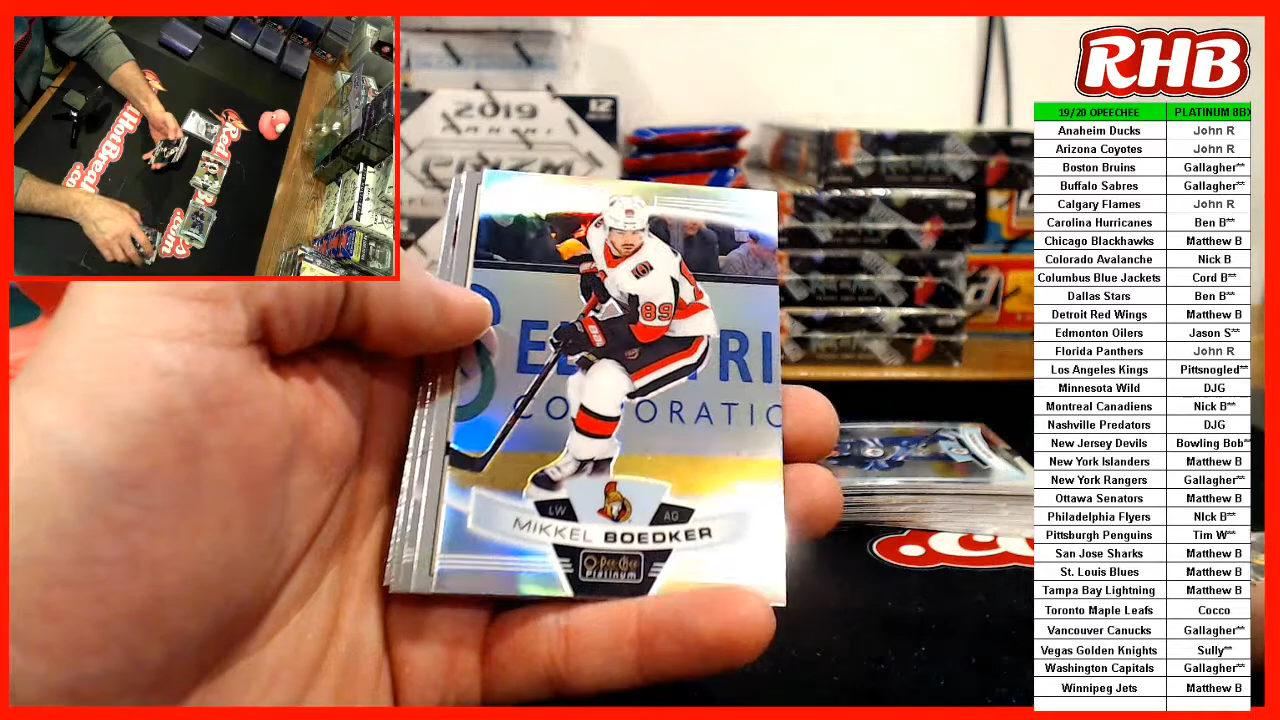 RHB
19/20 OPEECHEE PLATINUM 8BX
Anaheim Ducks John R
Arizona Coyotes John R
Boston Bruins Gallagher**
Buffalo Sabres Gallagher**
Calgary Flames John R
Carolina Hurricanes Ben B**
Chicago Blackhawks Matthew B
Colorado Avalanche Nick B
Columbus Blue Jackets Cord B**
Dallas Stars Ben B**
Detroit Red Wings Matthew B
Edmonton Oilers Jason S**
Florida Panthers John R
Los Angeles Kings Pittsnogled**
Minnesota Wild DJG
Montreal Canadiens Nick B**
Nashville Predators DJG
New Jersey Devils Bowling Bob**
New York Islanders Matthew B
New York Rangers Gallagher**
Ottawa Senators Matthew B
Philadelphia Flyers NIck B**
Pittsburgh Penguins Tim W**
San Jose Sharks Matthew B
St. Louis Blues Matthew B
Tampa Bay Lightning Matthew B
Toronto Maple Leafs Cocco
Vancouver Canucks Gallagher**
Vegas Golden Knights Sully**
Washington Capitals Gallagher**
Winnipeg Jets Matthew B
2019 12
PANINI
PRIZM
89
CORPORATIO
LW AG
MIKKEL BOEDKER
O-Pee-Chee
Platinum
.com